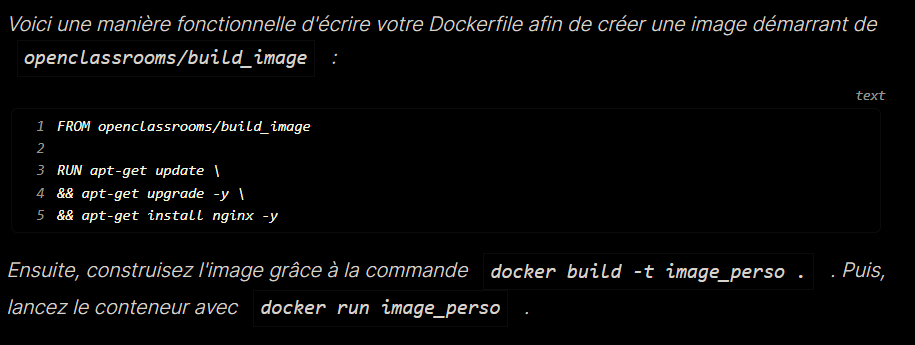 Voici une manière fonctionnelle d'écrire votre Dockerfile afin de créer une image démarrant de
openclassrooms/build_image :
text
1 FROM openclassrooms/build_image
2
3 RUN apt-get update \
4 && apt-get upgrade -y \
5 && apt-get install nginx -y
Ensuite, construisez l'image grâce à la commande docker build -t image_perso . . Puis,
lancez le conteneur avec docker run image_perso .